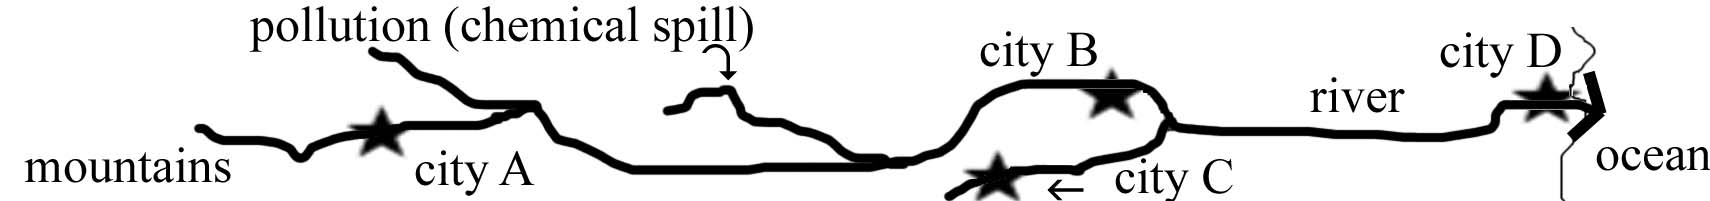 pollution (chemical spill)
city B
city D
river
mountains
city A
city C
ocean